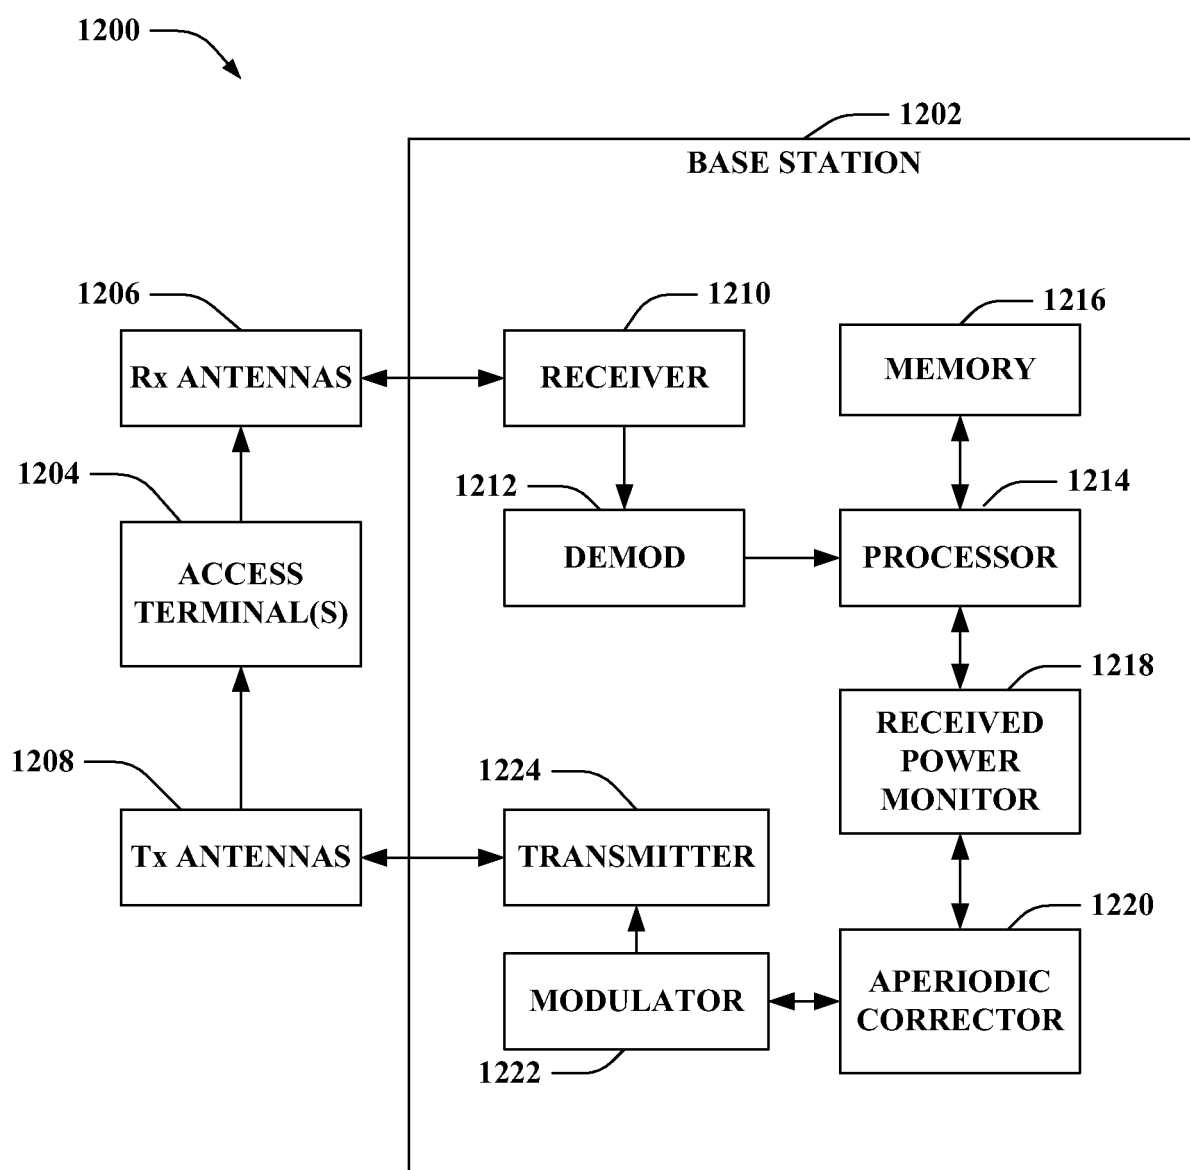 1200
1202
BASE STATION
1206
1210
1216
Rx ANTENNAS
RECEIVER
MEMORY
1204
1212
1214
ACCESS
TERMINAL(S)
DEMOD
PROCESSOR
1218
1208
1224
RECEIVED
POWER
MONITOR
Tx ANTENNAS
TRANSMITTER
1220
MODULATOR
APERIODIC
CORRECTOR
1222